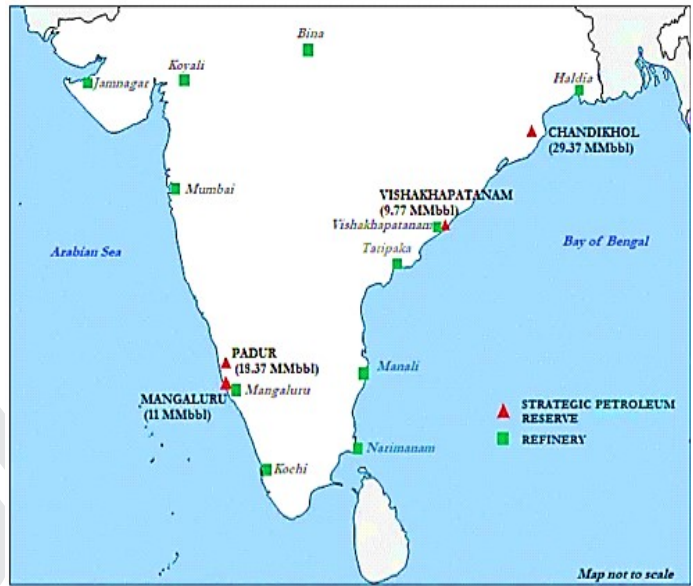 Bina
Koyali
Jamnagar
Haldia
CHANDIKHOL
(29.37 MMbbl)
Mumbai
VISHAKHAPATANAM
(9.77 MMbbl)
Vishakhapatanam
Arabian Sea
Bay of Bengal
Tatipaka
PADUR
(18.37 MMbbl)
Manali
MANGALURU
(11 MMbbl)
Mangaluru
STRATEGIC PETROLEUM
RESERVE
REFINERY
Narimanam
Kochi
Map not to scale